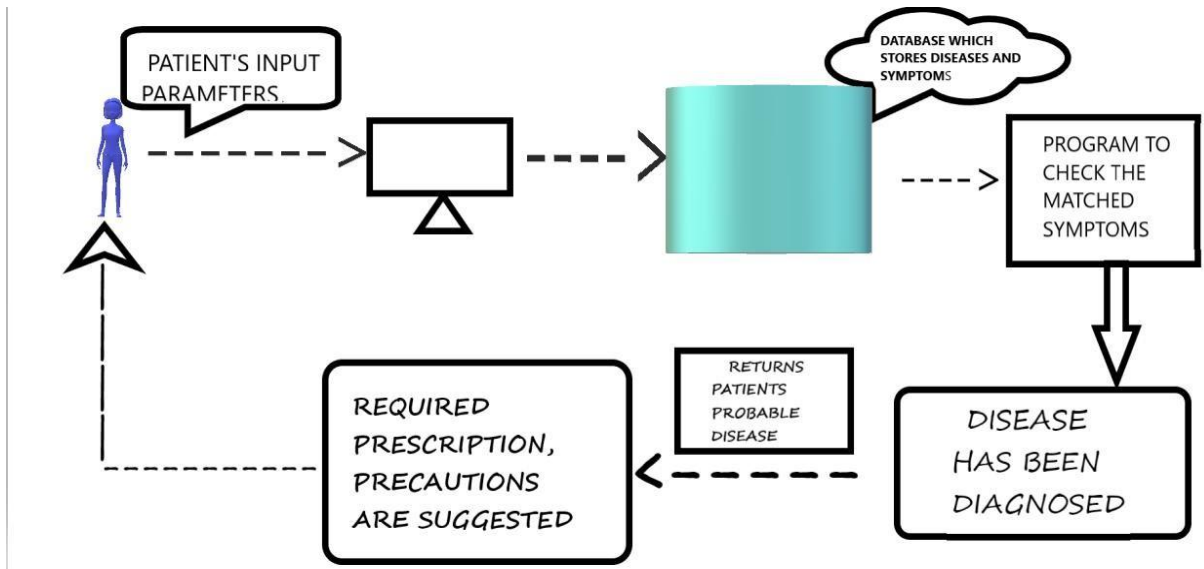 PATIENT'S INPUT
PARAMETERS.
DATABASE WHICH
STORES DISEASES AND
SYMPTOMS
PROGRAM TO
CHECK THE
MATCHED
SYMPTOMS
DISEASE
HAS BEEN
DIAGNOSED
RETURNS
PATIENTS
PROBABLE
DISEASE
REQUIRED
PRESCRIPTION,
PRECAUTIONS
ARE SUGGESTED